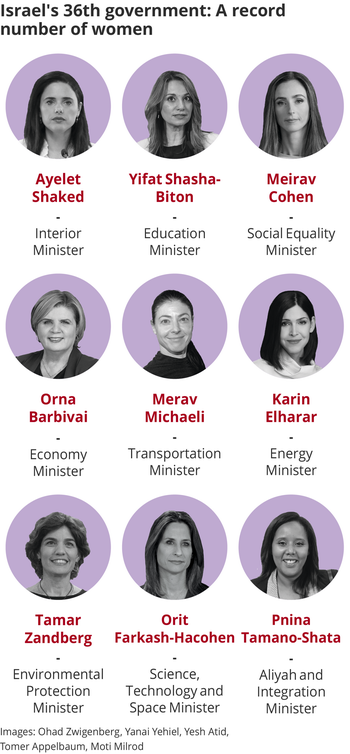 Israel's 36th government: A record
number of women
Ayelet
Shaked
-
Interior
Minister
Yifat Shasha-
Biton
-
Education
Minister
Meirav
Cohen
-
Social Equality
Minister
Orna
Barbivai
-
Economy
Minister
Merav
Michaeli
-
Transportation
Minister
Karin
Elharar
-
Energy
Minister
Tamar
Zandberg
-
Environmental
Protection
Minister
Orit
Farkash-Hacohen
-
Science,
Technology and
Space Minister
Pnina
Tamano-Shata
-
Aliyah and
Integration
Minister
Images: Ohad Zwigenberg, Yanai Yehiel, Yesh Atid,
Tomer Appelbaum, Moti Milrod